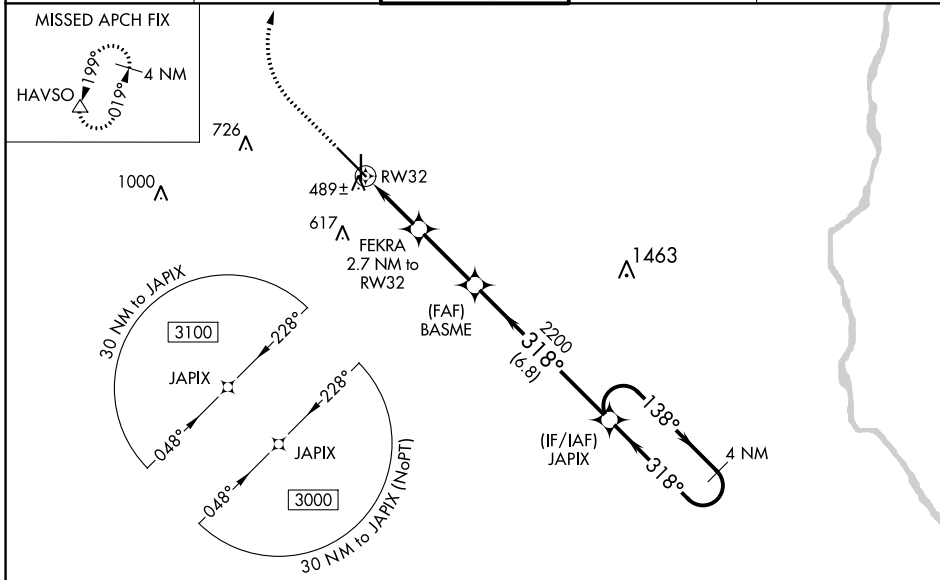 MISSED APCH FIX
HAVSO
199°
019°
4 NM
726
1000
489±
RW32
617
FEKRA
2.7 NM to
RW32
1463
(FAF)
BASME
2200
318°
(6.8)
30 NM to JAPIX
3100
228°
JAPIX
048°
228°
JAPIX
048°
3000
30 NM to JAPIX (NoPT)
(IF/IAF)
JAPIX
138°
318°
4 NM